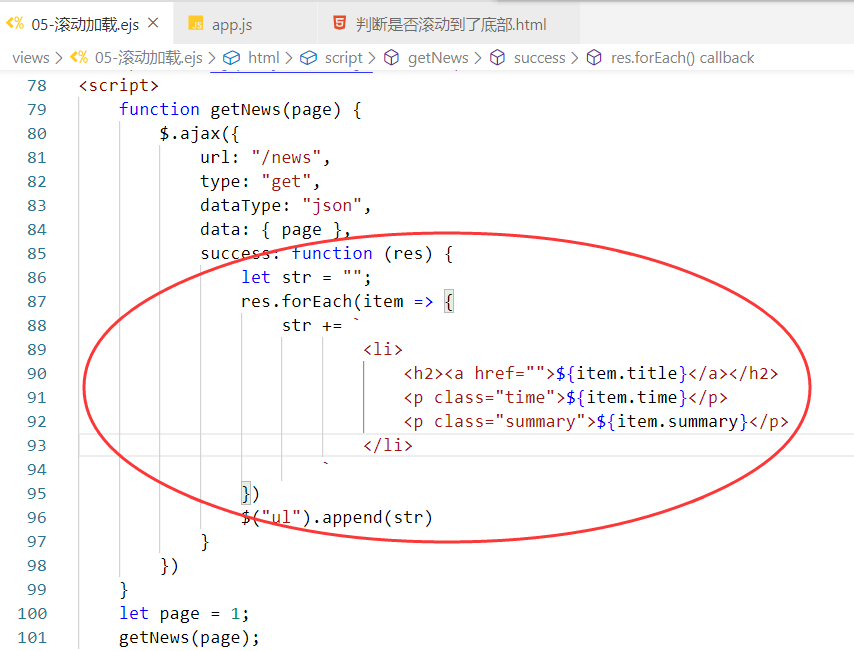 05-滚动加载.ejs
JS app.js
5 判断是否滚动到了底部.html
views > 05-滚动加载.ejs > html > script > getNews > success > res.forEach() callback
78 <script>
79 function getNews(page) {
80 $.ajax({
81 url: "/news",
82 type: "get",
83 dataType: "json",
84 data: { page },
85 success: function (res) {
86 let str = "";
87 res.forEach(item => {
88 str += `
89 <li>
90 <h2><a href="">${item.title}</a></h2>
91 <p class="time">${item.time}</p>
92 <p class="summary">${item.summary}</p>
93 </li>
94 `
95 })
96 $("ul").append(str)
97 }
98 })
99 }
100 let page = 1;
101 getNews(page);